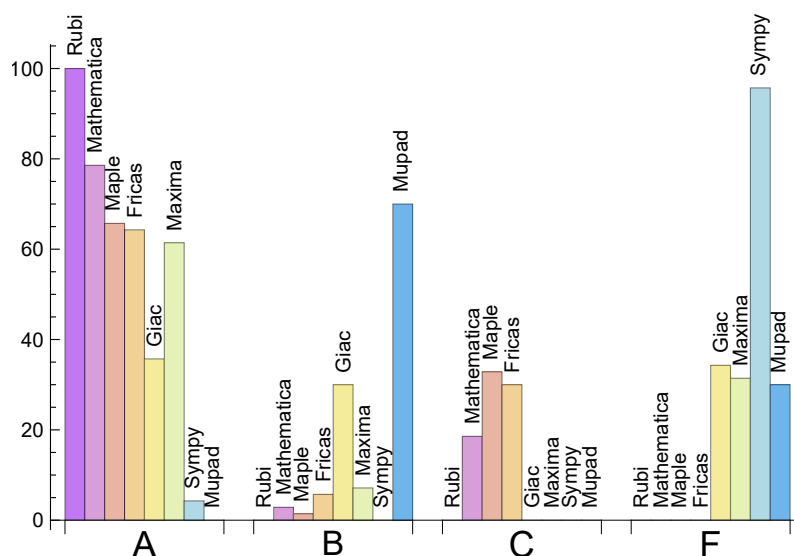 100
80
60
40
20
0
Rubi
Mathematica
Maple
Fricas
Giac
Maxima
Sympy
Mupad
Rubi
Mathematica
Maple
Fricas
Giac
Maxima
Sympy
Mupad
Rubi
Mathematica
Maple
Fricas
Giac
Maxima
Sympy
Mupad
Rubi
Mathematica
Maple
Fricas
Giac
Maxima
Sympy
Mupad
A
B
C
F